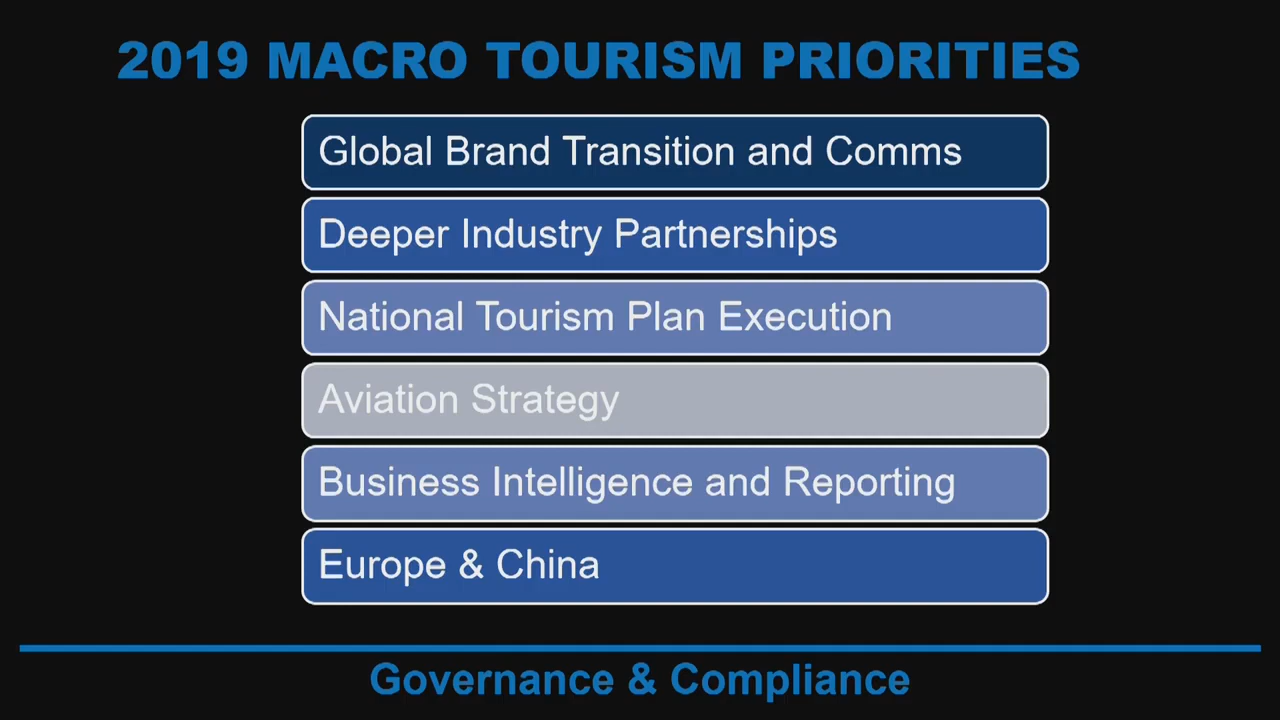 2019 MACRO TOURISM PRIORITIES
Global Brand Transition and Comms
Deeper Industry Partnerships
National Tourism Plan Execution
Aviation Strategy
Business Intelligence and Reporting
Europe & China
Governance & Compliance